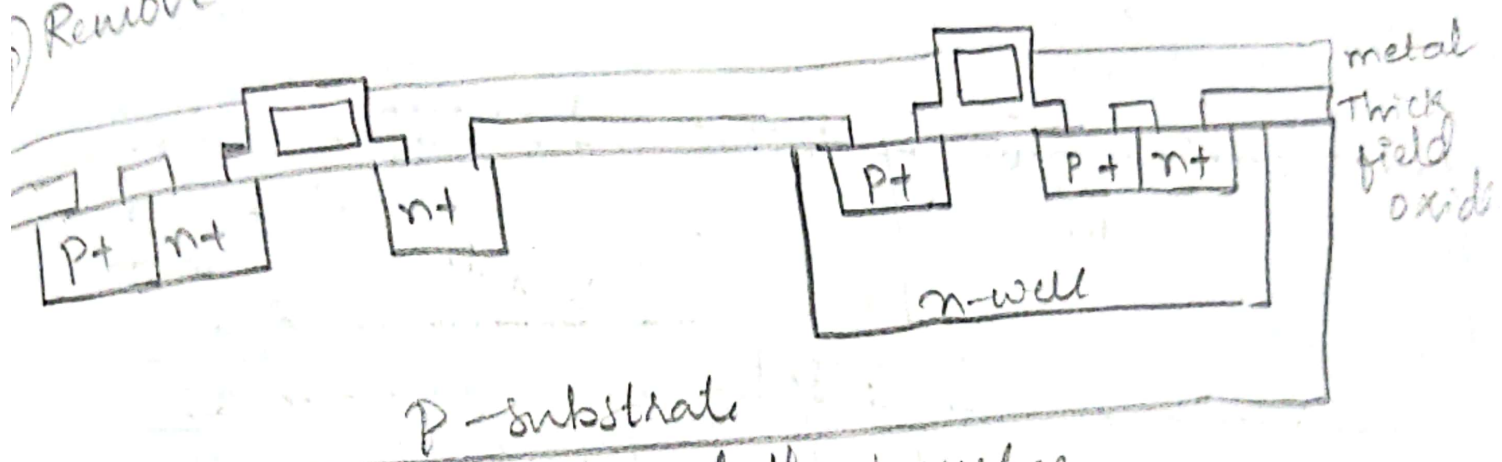 Remov
metal
Thick
field
oxid
p+ n+
n+
p+
p+ n+
n-well
p-substrate